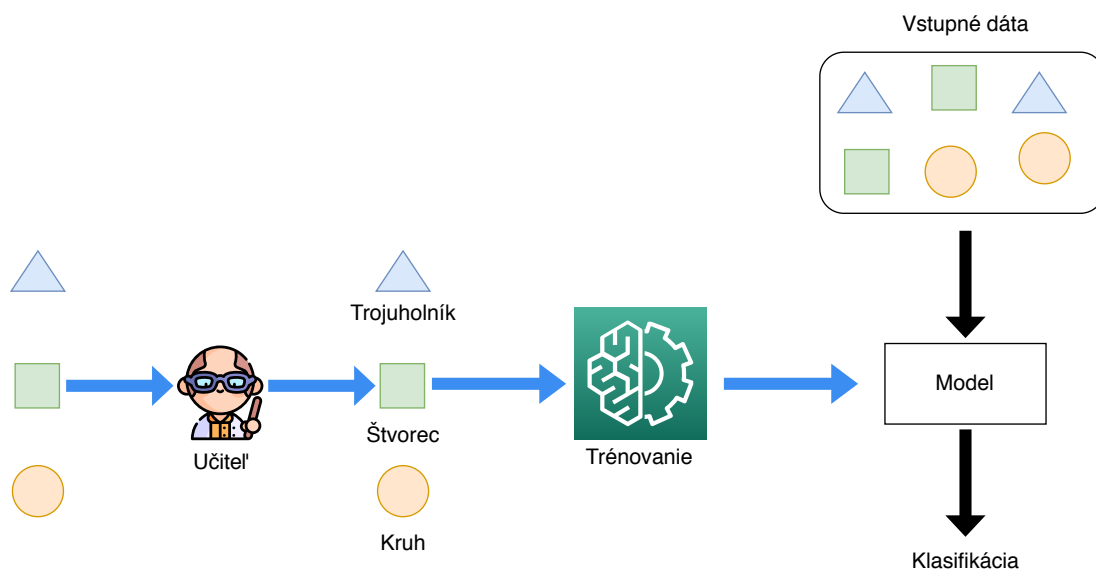 Vstupné dáta
Trojuholník
Štvorec
Kruh
Učiteľ
Trénovanie
Model
Klasifikácia